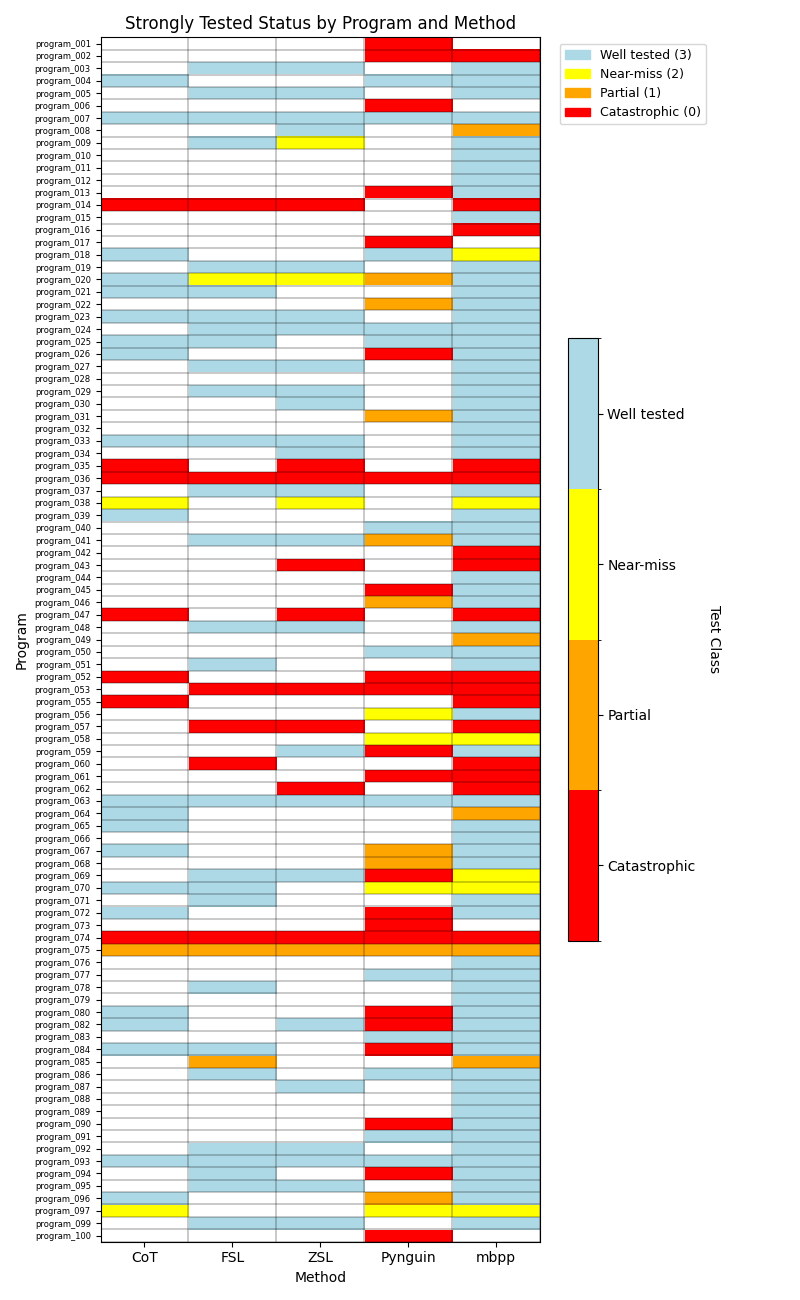 Strongly Tested Status by Program and Method
program_001
program_002
program_003
program_004
program_005
program_006
program_007
program_008
program_009
program_010
program_011
program_012
program_013
program_014
program_015
program_016
program_017
program_018
program_019
program_020
program_021
program_022
program_023
program_024
program_025
program_026
program_027
program_028
program_029
program_030
program_031
program_032
program_033
program_034
program_035
program_036
program_037
program_038
program_039
program_040
program_041
program_042
program_043
program_044
program_045
program_046
program_047
program_048
program_049
program_050
program_051
program_052
program_053
program_055
program_056
program_057
program_058
program_059
program_060
program_061
program_062
program_063
program_064
program_065
program_066
program_067
program_068
program_069
program_070
program_071
program_072
program_073
program_074
program_075
program_076
program_077
program_078
program_079
program_080
program_082
program_083
program_084
program_085
program_086
program_087
program_088
program_089
program_090
program_091
program_092
program_093
program_094
program_095
program_096
program_097
program_099
program_100
Program
CoT FSL ZSL Pynguin mbpp
Method
Well tested (3)
Near-miss (2)
Partial (1)
Catastrophic (0)
Well tested
Near-miss
Partial
Catastrophic
Test Class